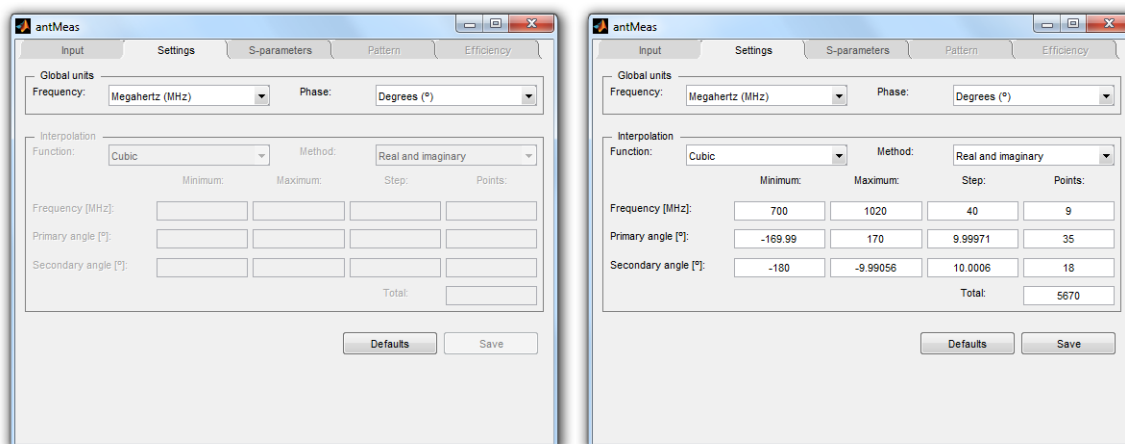 antMeas
Input Settings S-parameters Pattern Efficiency
Global units
Frequency: Megahertz (MHz) Phase: Degrees (º)
Interpolation
Function: Cubic Method: Real and imaginary
Minimum: Maximum: Step: Points:
Frequency [MHz]:
Primary angle [º]:
Secondary angle [º]:
Total:
Defaults Save
antMeas
Input Settings S-parameters Pattern Efficiency
Global units
Frequency: Megahertz (MHz) Phase: Degrees (º)
Interpolation
Function: Cubic Method: Real and imaginary
Minimum: Maximum: Step: Points:
Frequency [MHz]: 700 1020 40 9
Primary angle [º]: -169.99 170 9.99971 35
Secondary angle [º]: -180 -9.99056 10.0006 18
Total: 5670
Defaults Save